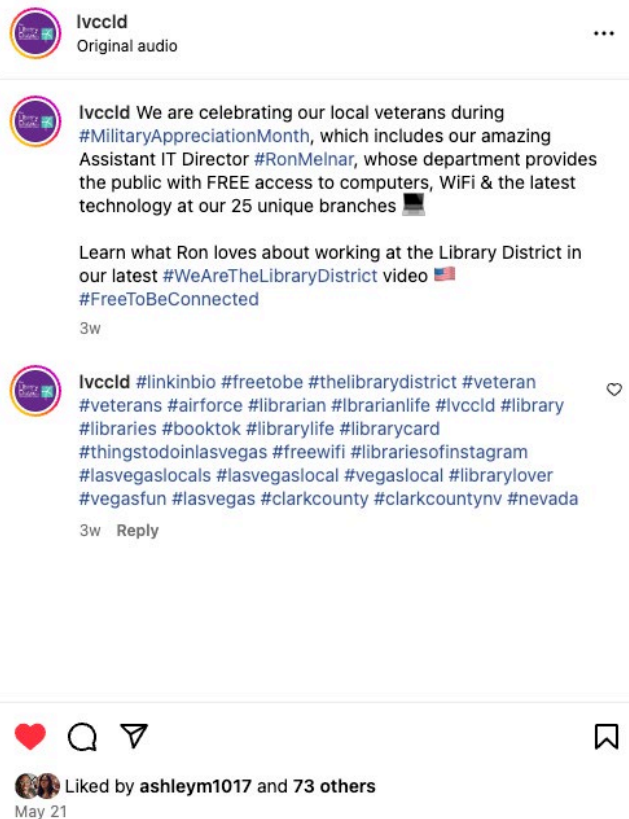 lvccld
Original audio
lvccld We are celebrating our local veterans during
#MilitaryAppreciationMonth, which includes our amazing
Assistant IT Director #RonMelnar, whose department provides
the public with FREE access to computers, WiFi & the latest
technology at our 25 unique branches 💻
Learn what Ron loves about working at the Library District in
our latest #WeAreTheLibraryDistrict video 🇺🇸
#FreeToBeConnected
3w
lvccld #linkinbio #freetobe #thelibrarydistrict #veteran
#veterans #airforce #librarian #lbrarianlife #lvccld #library
#libraries #booktok #librarylife #librarycard
#thingstodoinlasvegas #freewifi #librariesofinstagram
#lasvegaslocals #lasvegaslocal #vegaslocal #librarylover
#vegasfun #lasvegas #clarkcounty #clarkcountynv #nevada
3w Reply
Liked by ashleym1017 and 73 others
May 21